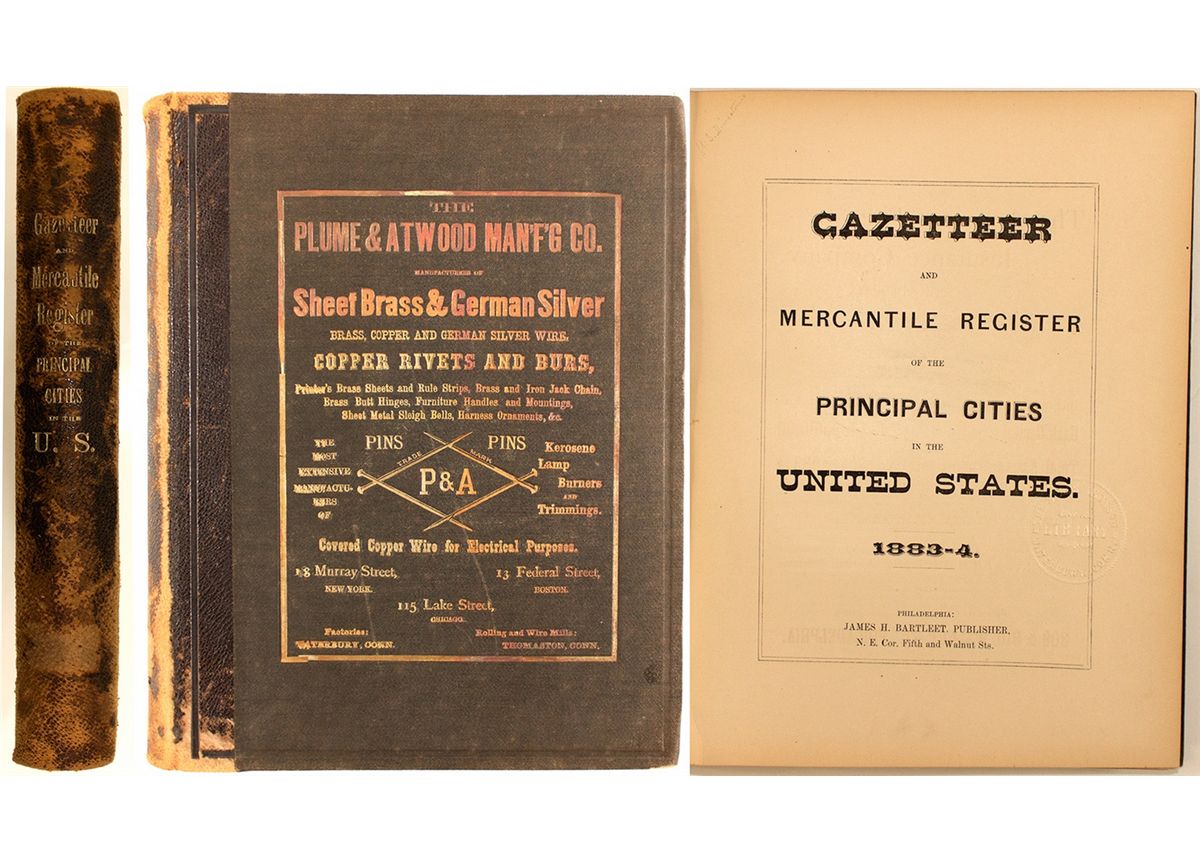 Gazetteer
AND
Mercantile
Register
OF THE
PRINCIPAL
CITIES
IN THE
U. S.
THE
PLUME & ATWOOD MAN'F'G CO.
MANUFACTURERS OF
Sheet Brass & German Silver
BRASS, COPPER AND GERMAN SILVER WIRE.
COPPER RIVETS AND BURS,
Printer's Brass Sheets and Rule Strips, Brass and Iron Jack Chain,
Brass Butt Hinges, Furniture Handles and Mountings,
Sheet Metal Sleigh Bells, Harness Ornaments, &c.
THE
MOST
EXTENSIVE
MANUFACTU-
RERS
OF
PINS PINS
TRADE MARK
P&A
Kerosene
Lamp
Burners
AND
Trimmings.
Covered Copper Wire for Electrical Purposes.
18 Murray Street,
NEW YORK.
13 Federal Street,
BOSTON.
115 Lake Street,
CHICAGO.
Factories:
WATERBURY, CONN.
Rolling and Wire Mills:
THOMASTON, CONN.
GAZETTEER
AND
MERCANTILE REGISTER
OF THE
PRINCIPAL CITIES
IN THE
UNITED STATES.
1883-4.
PHILADELPHIA:
JAMES H. BARTLEET. PUBLISHER,
N. E. Cor. Fifth and Walnut Sts.